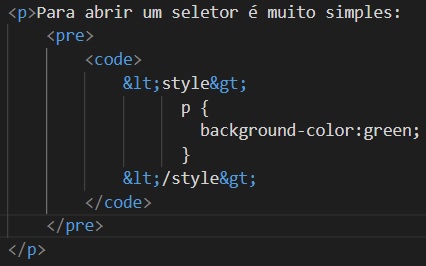 <p>Para abrir um seletor é muito simples:
<pre>
<code>
&lt;style&gt;
p {
background-color:green;
}
&lt;/style&gt;
</code>
</pre>
</p>